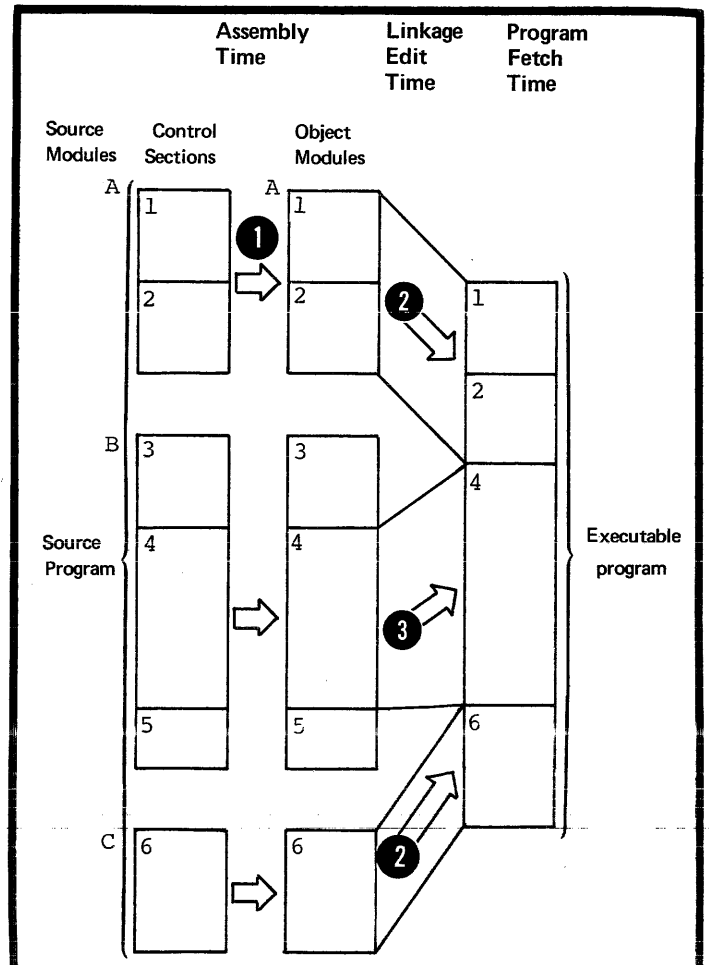 Assembly
Time
Linkage
Edit
Time
Program
Fetch
Time
Source
Modules
Control
Sections
Object
Modules
A
1
2
1
A
1
2
2
1
2
B
3
4
5
3
4
5
3
4
6
Source
Program
Executable
program
C
6
6
2